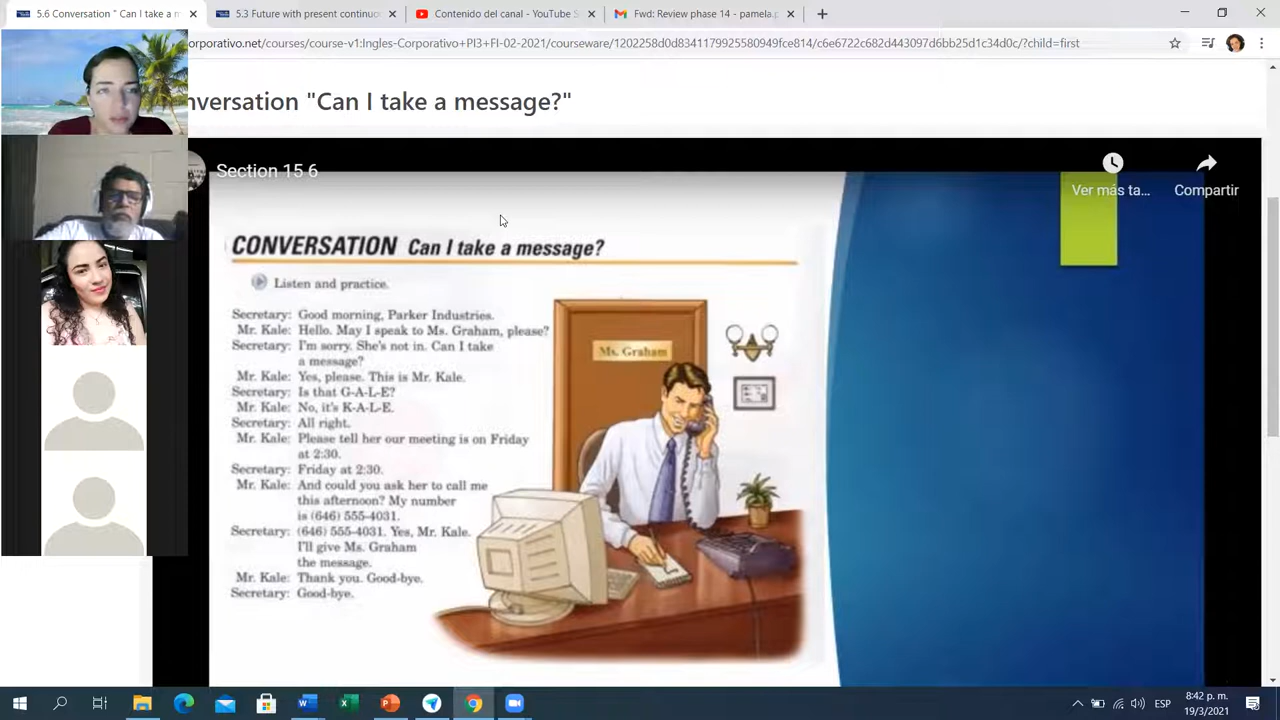 5.6 Conversation " Can I take a m
5.3 Future with present continuo
Contenido del canal - YouTube S
Fwd: Review phase 14 - pamela.p
orporativo.net/courses/course-v1:Ingles-Corporativo+PI3+FI-02-2021/courseware/1202258d0d8341179925580949fce814/c6e6722c682d443097d6bb25d1c34d0c/?child=first
nversation "Can I take a message?"
Section 15 6
Ver más ta...
Compartir
CONVERSATION Can I take a message?
Listen and practice.
Secretary: Good morning, Parker Industries.
Mr. Kale: Hello. May I speak to Ms. Graham, please?
Secretary: I'm sorry. She's not in. Can I take
a message?
Mr. Kale: Yes, please. This is Mr. Kale.
Secretary: Is that G-A-L-E?
Mr. Kale: No, it's K-A-L-E.
Secretary: All right.
Mr. Kale: Please tell her our meeting is on Friday
at 2:30.
Secretary: Friday at 2:30.
Mr. Kale: And could you ask her to call me
this afternoon? My number
is (646) 555-4031.
Secretary: (646) 555-4031. Yes, Mr. Kale.
I'll give Ms. Graham
the message.
Mr. Kale: Thank you. Good-bye.
Secretary: Good-bye.
Ms. Graham
ESP
8:42 p. m.
19/3/2021